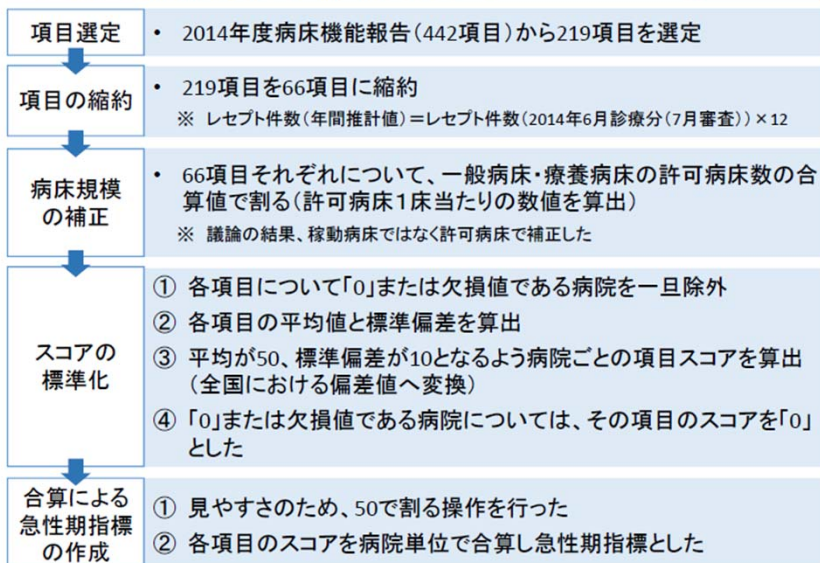 項目選定
・ 2014年度病床機能報告（442項目）から219項目を選定
項目の縮約
・ 219項目を66項目に縮約
※ レセプト件数（年間推計値）＝レセプト件数（2014年6月診療分（7月審査））×12
病床規模
の補正
・ 66項目それぞれについて、一般病床・療養病床の許可病床数の合
算値で割る（許可病床1床当たりの数値を算出）
※ 議論の結果、稼動病床ではなく許可病床で補正した
スコアの
標準化
① 各項目について「0」または欠損値である病院を一旦除外
② 各項目の平均値と標準偏差を算出
③ 平均が50、標準偏差が10となるよう病院ごとの項目スコアを算出
（全国における偏差値へ変換）
④ 「0」または欠損値である病院については、その項目のスコアを「0」
とした
合算による
急性期指標
の作成
① 見やすさのため、50で割る操作を行った
② 各項目のスコアを病院単位で合算し急性期指標とした